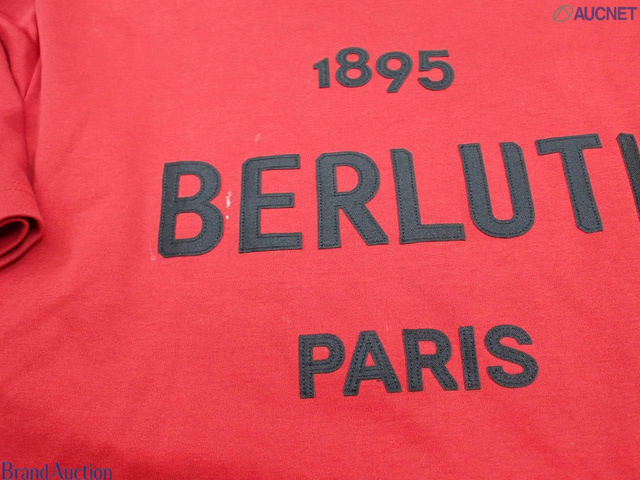 AUCNET
1895
BERLUTI
PARIS
Brand Auction